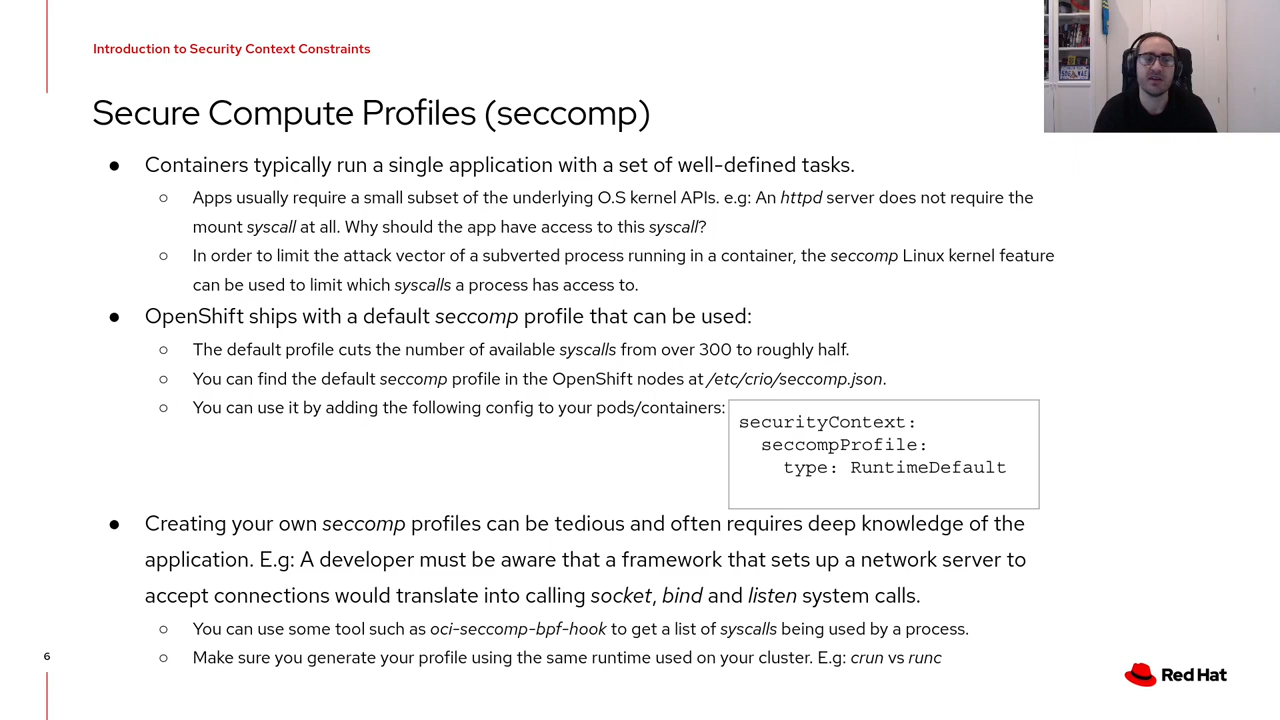 Introduction to Security Context Constraints
Secure Compute Profiles (seccomp)
● Containers typically run a single application with a set of well-defined tasks.
○ Apps usually require a small subset of the underlying O.S kernel APIs. e.g: An httpd server does not require the
mount syscall at all. Why should the app have access to this syscall?
○ In order to limit the attack vector of a subverted process running in a container, the seccomp Linux kernel feature
can be used to limit which syscalls a process has access to.
● OpenShift ships with a default seccomp profile that can be used:
○ The default profile cuts the number of available syscalls from over 300 to roughly half.
○ You can find the default seccomp profile in the OpenShift nodes at /etc/crio/seccomp.json.
○ You can use it by adding the following config to your pods/containers:
securityContext:
seccompProfile:
type: RuntimeDefault
● Creating your own seccomp profiles can be tedious and often requires deep knowledge of the
application. E.g: A developer must be aware that a framework that sets up a network server to
accept connections would translate into calling socket, bind and listen system calls.
○ You can use some tool such as oci-seccomp-bpf-hook to get a list of syscalls being used by a process.
○ Make sure you generate your profile using the same runtime used on your cluster. E.g: crun vs runc
6
Red Hat